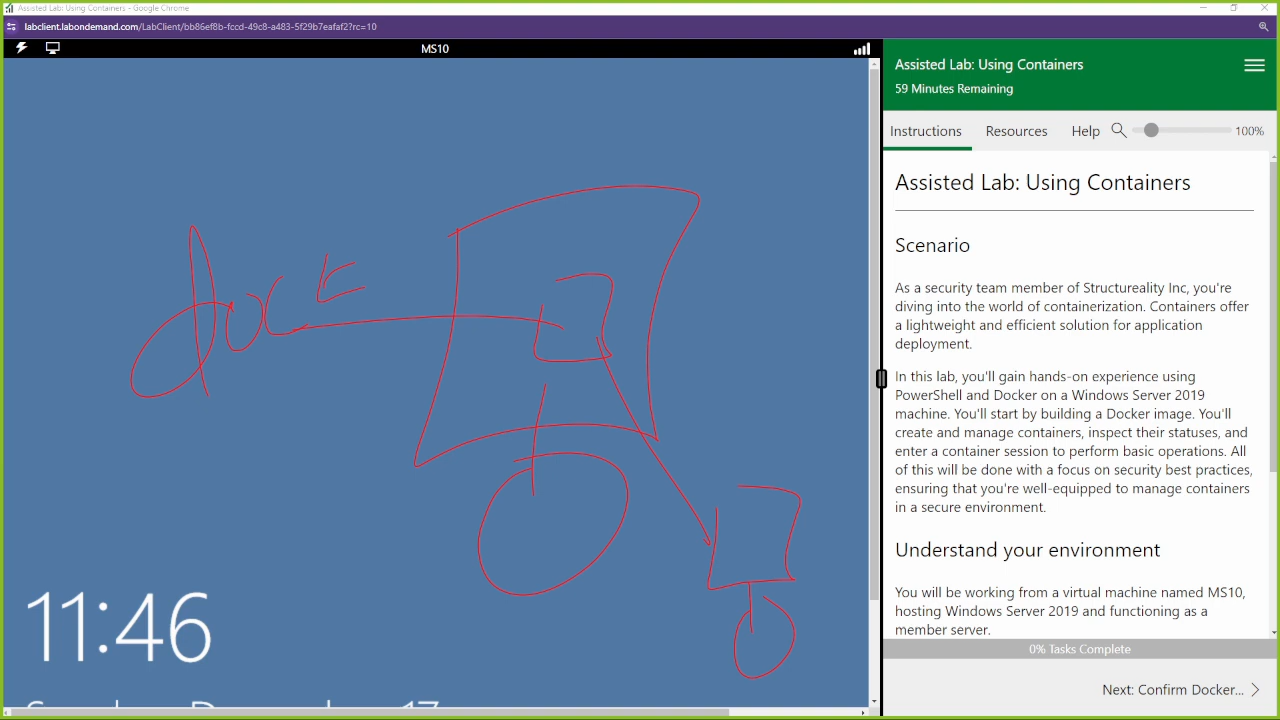 Assisted Lab: Using Containers - Google Chrome
labclient.labondemand.com/LabClient/bb86ef8b-fccd-49c8-a483-5f29b7eafaf2?rc=10
MS10
11:46
17
Assisted Lab: Using Containers
59 Minutes Remaining
Instructions
Resources
Help
100%
Assisted Lab: Using Containers
Scenario
As a security team member of Structureality Inc, you're
diving into the world of containerization. Containers offer
a lightweight and efficient solution for application
deployment.
In this lab, you'll gain hands-on experience using
PowerShell and Docker on a Windows Server 2019
machine. You'll start by building a Docker image. You'll
create and manage containers, inspect their statuses, and
enter a container session to perform basic operations. All
of this will be done with a focus on security best practices,
ensuring that you're well-equipped to manage containers
in a secure environment.
Understand your environment
You will be working from a virtual machine named MS10,
hosting Windows Server 2019 and functioning as a
member server.
0% Tasks Complete
Next: Confirm Docker...